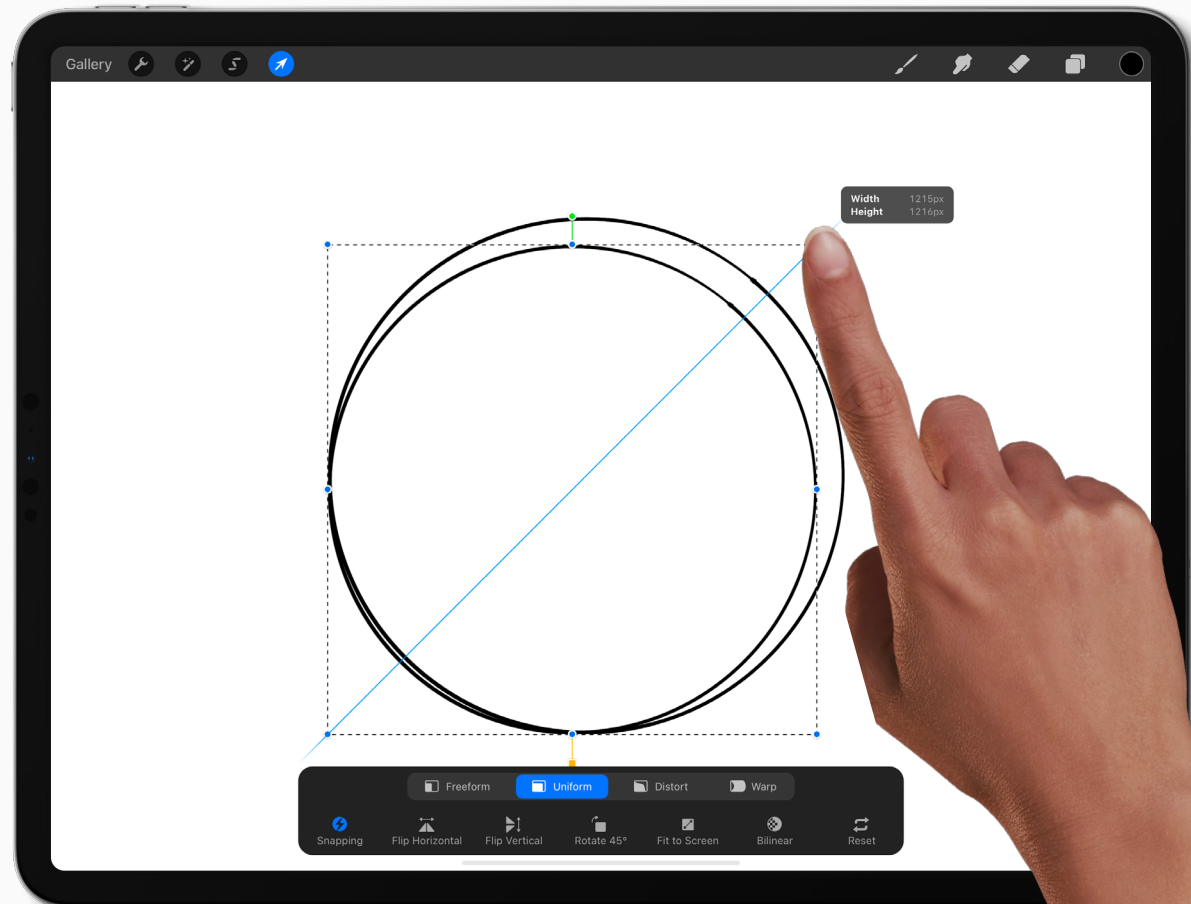 Gallery
Width 1215px
Height 1216px
Freeform Uniform Distort Warp
Snapping Flip Horizontal Flip Vertical Rotate 45° Fit to Screen Bilinear Reset